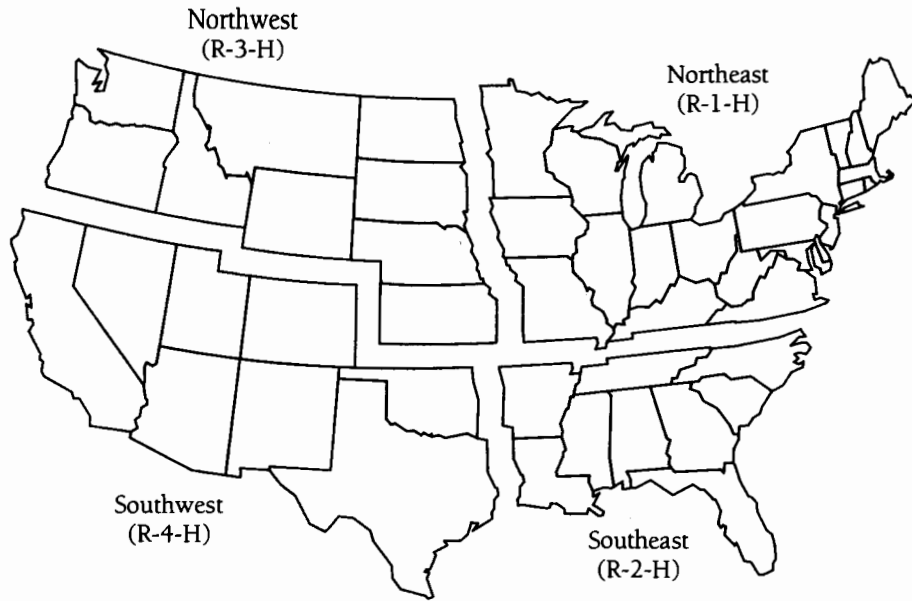 Northwest
(R-3-H)
Northeast
(R-1-H)
Southwest
(R-4-H)
Southeast
(R-2-H)